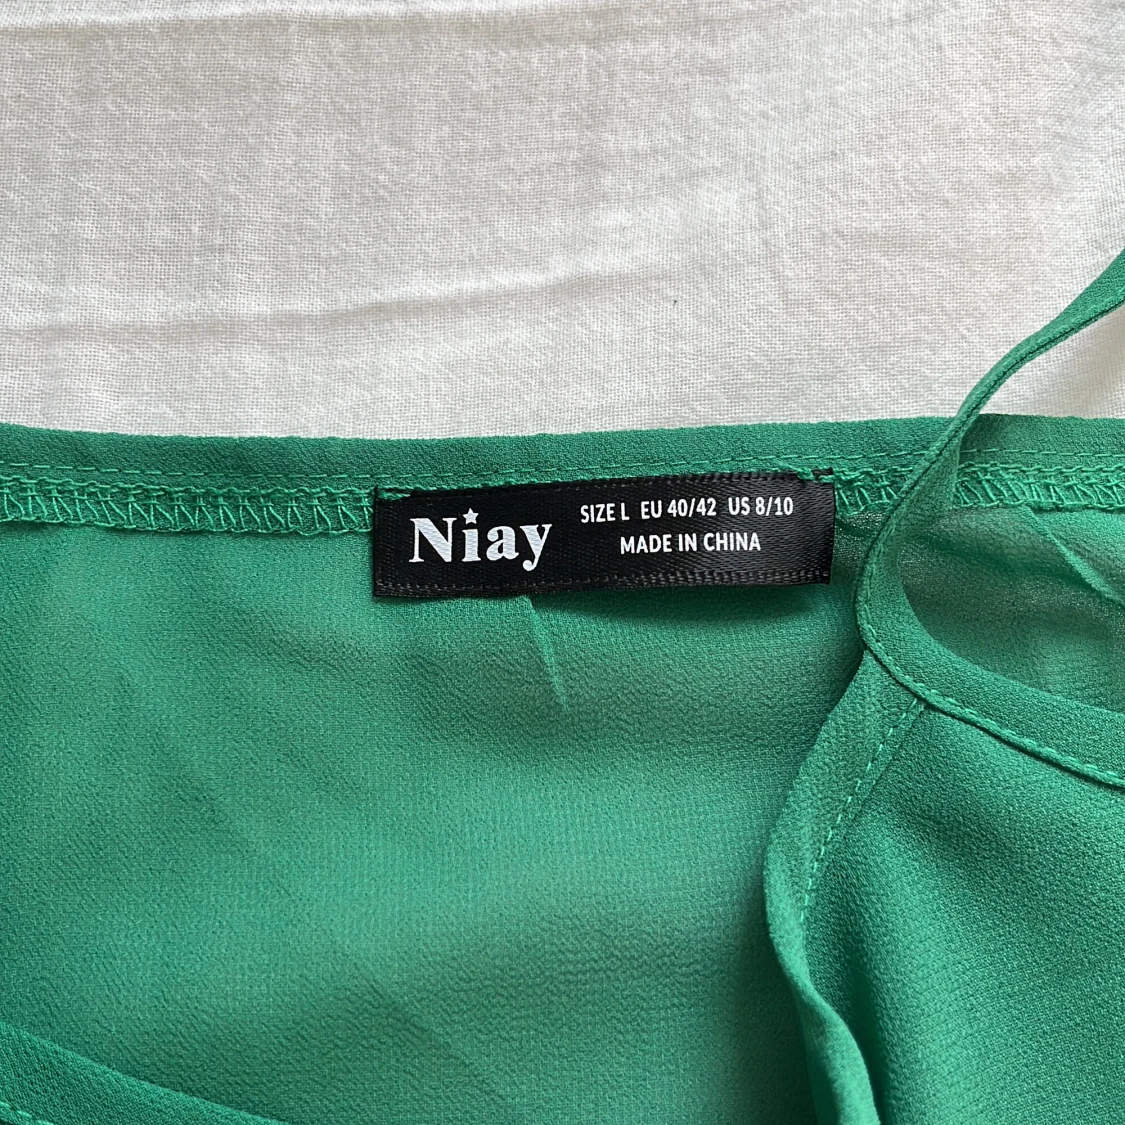 Niay
SIZE L EU 40/42 US 8/10
MADE IN CHINA